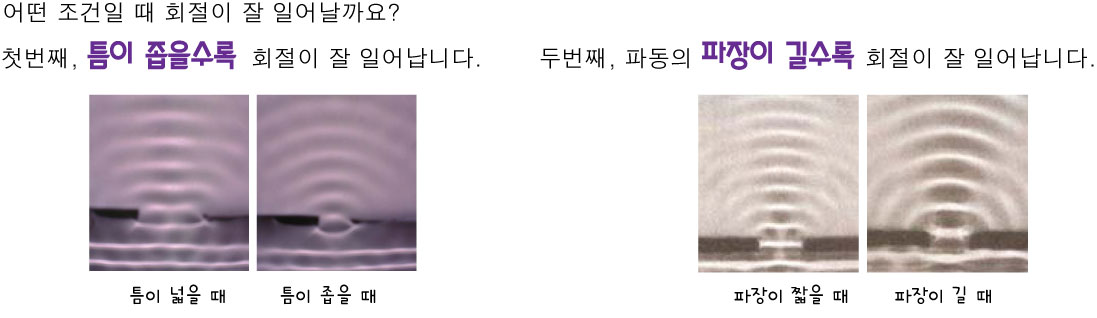 어떤 조건일 때 회절이 잘 일어날까요?
첫번째, 틈이 좁을수록 회절이 잘 일어납니다.
두번째, 파동의 파장이 길수록 회절이 잘 일어납니다.
틈이 넓을 때
틈이 좁을 때
파장이 짧을 때
파장이 길 때